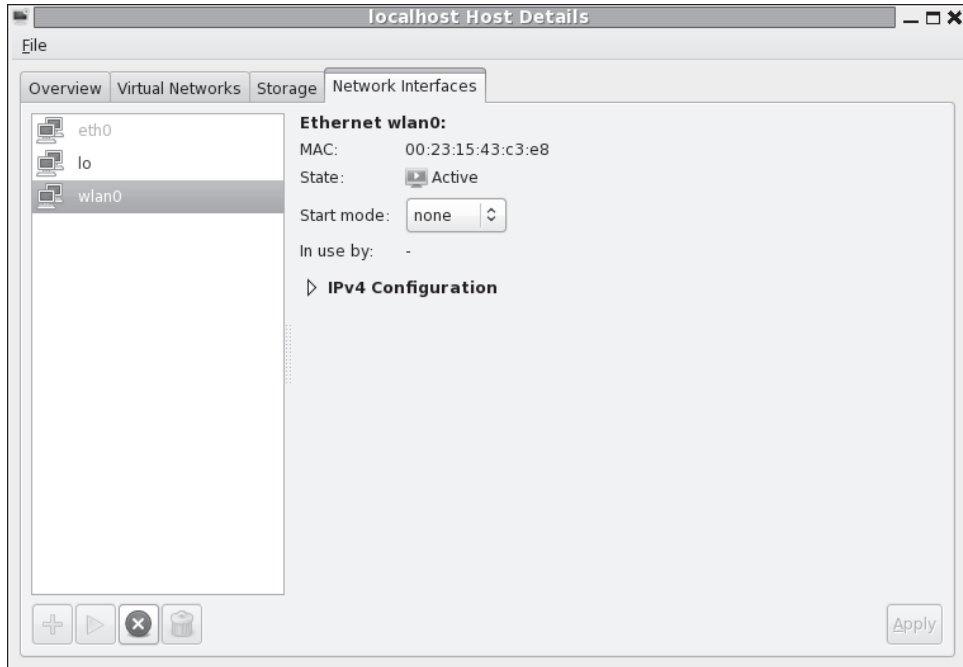 localhost Host Details
File
Overview
Virtual Networks
Storage
Network Interfaces
eth0
lo
wlan0
Ethernet wlan0:
MAC: 00:23:15:43:c3:e8
State: Active
Start mode: none
In use by: -
IPv4 Configuration
Apply